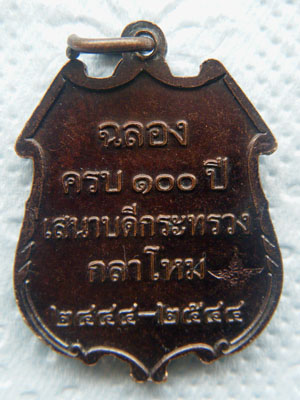 ฉลอง
ครบ ๑๐๐ ปี
เสนาบดีกระทรวง
กลาโหม
๒๔๔๔-๒๕๔๔